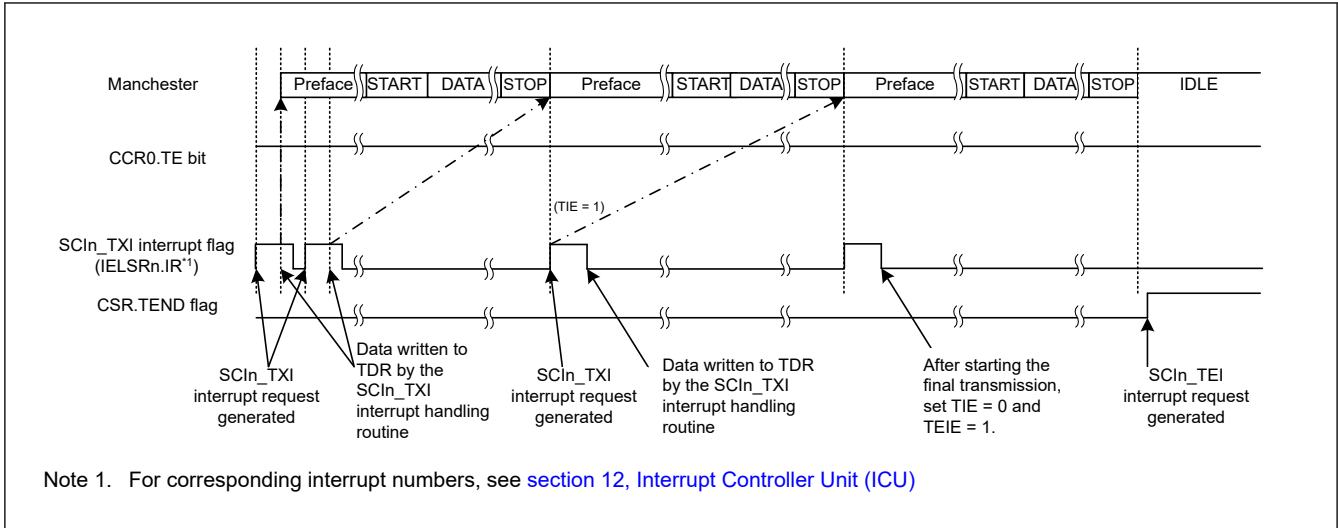 Manchester
Preface START DATA STOP Preface START DATA STOP Preface START DATA STOP IDLE
CCR0.TE bit
(TIE = 1)
SCIn_TXI interrupt flag
(IELSRn.IR*1)
CSR.TEND flag
SCIn_TXI
interrupt request
generated
Data written to
TDR by the
SCIn_TXI
interrupt handling
routine
SCIn_TXI
interrupt request
generated
Data written to TDR
by the SCIn_TXI
interrupt handling
routine
After starting the
final transmission,
set TIE = 0 and
TEIE = 1.
SCIn_TEI
interrupt request
generated
Note 1. For corresponding interrupt numbers, see section 12, Interrupt Controller Unit (ICU)